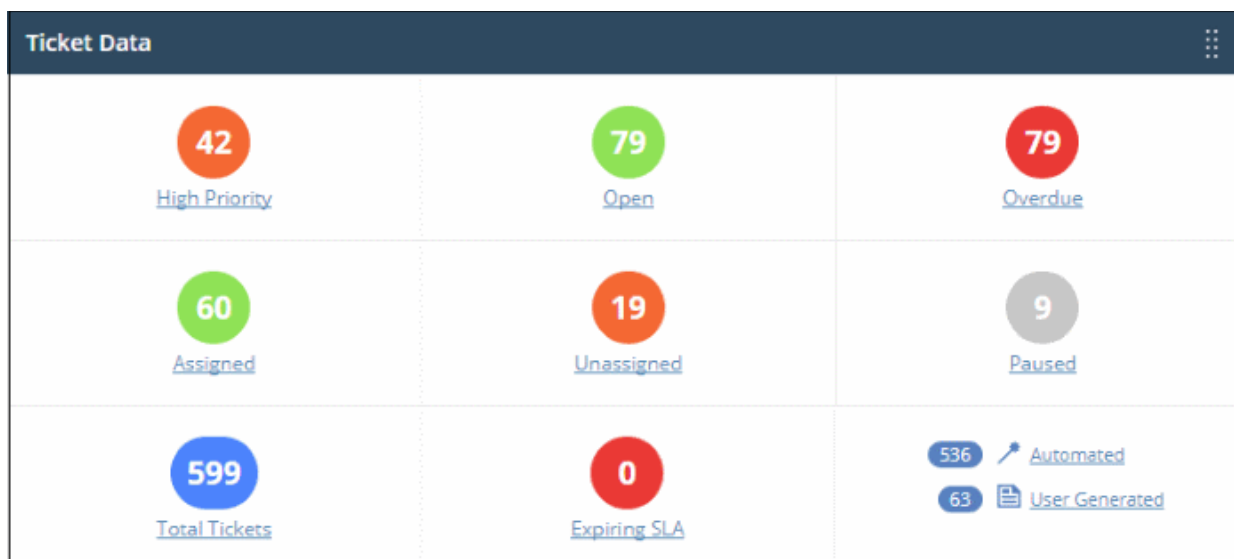 Ticket Data
42 79 79
High Priority Open Overdue
60 19 9
Assigned Unassigned Paused
599 0
Total Tickets Expiring SLA
536 Automated
63 User Generated